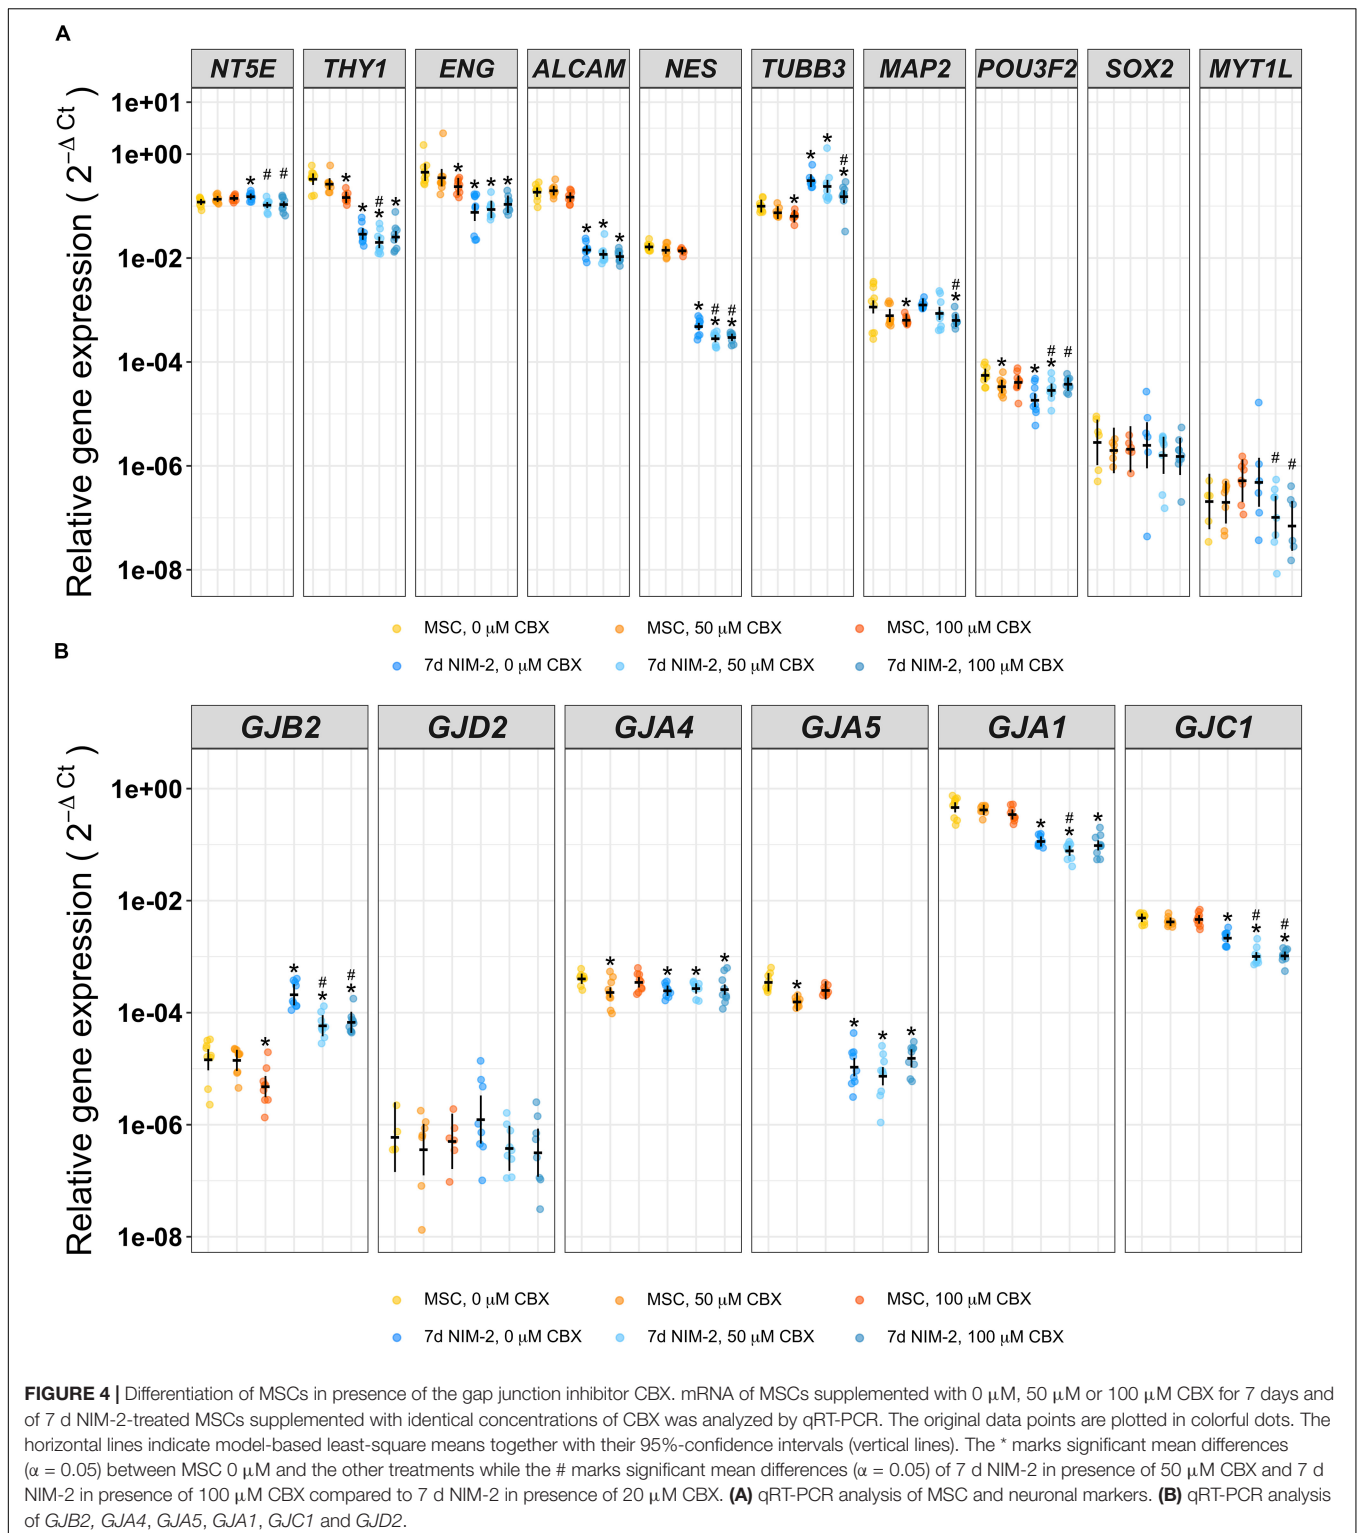 A
NT5E THY1 ENG ALCAM NES TUBB3 MAP2 POU3F2 SOX2 MYT1L
Relative gene expression ( 2^−Δ Ct )
1e+01
1e+00
1e−02
1e−04
1e−06
1e−08
* # #
* * # * *
* * * *
* * *
* # * # *
* * * # *
* # *
* * # * #
# #
MSC, 0 μM CBX MSC, 50 μM CBX MSC, 100 μM CBX
7d NIM-2, 0 μM CBX 7d NIM-2, 50 μM CBX 7d NIM-2, 100 μM CBX
B
GJB2 GJD2 GJA4 GJA5 GJA1 GJC1
Relative gene expression ( 2^−Δ Ct )
1e+00
1e−02
1e−04
1e−06
1e−08
* * # * # *
* * * *
* * * *
* # * *
* # * # *
MSC, 0 μM CBX MSC, 50 μM CBX MSC, 100 μM CBX
7d NIM-2, 0 μM CBX 7d NIM-2, 50 μM CBX 7d NIM-2, 100 μM CBX
FIGURE 4 | Differentiation of MSCs in presence of the gap junction inhibitor CBX. mRNA of MSCs supplemented with 0 μM, 50 μM or 100 μM CBX for 7 days and
of 7 d NIM-2-treated MSCs supplemented with identical concentrations of CBX was analyzed by qRT-PCR. The original data points are plotted in colorful dots. The
horizontal lines indicate model-based least-square means together with their 95%-confidence intervals (vertical lines). The * marks significant mean differences
(α = 0.05) between MSC 0 μM and the other treatments while the # marks significant mean differences (α = 0.05) of 7 d NIM-2 in presence of 50 μM CBX and 7 d
NIM-2 in presence of 100 μM CBX compared to 7 d NIM-2 in presence of 20 μM CBX. (A) qRT-PCR analysis of MSC and neuronal markers. (B) qRT-PCR analysis
of GJB2, GJA4, GJA5, GJA1, GJC1 and GJD2.